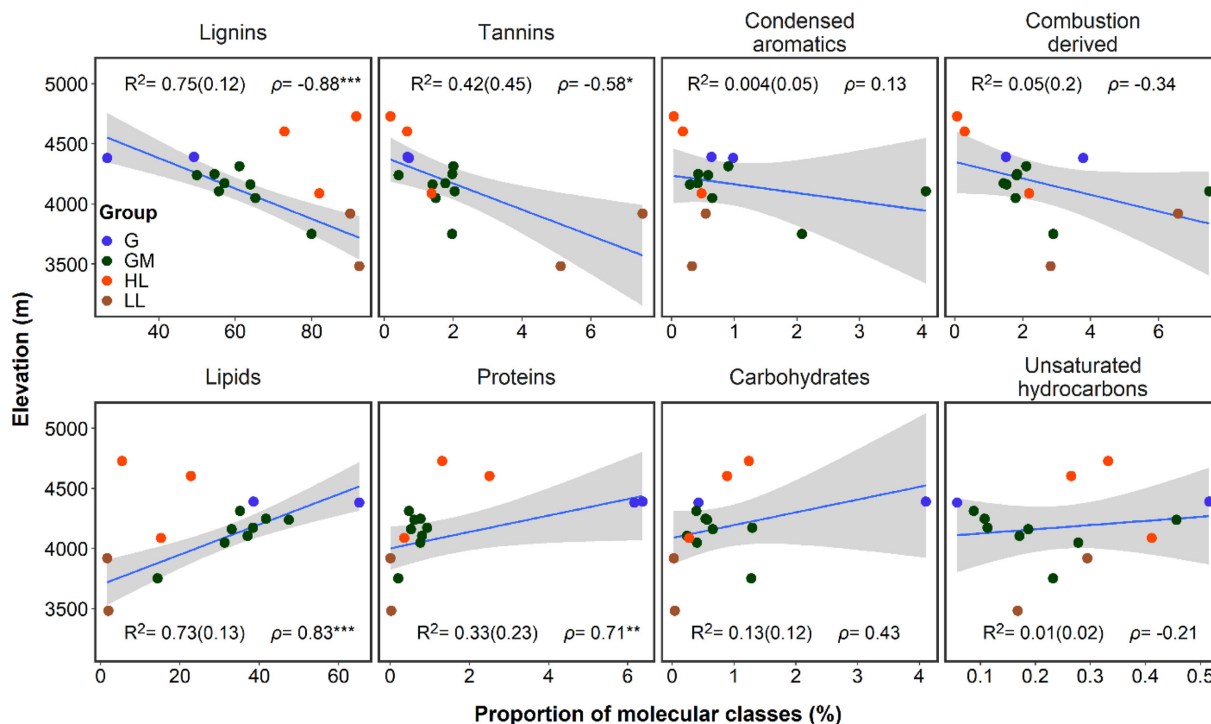 Lignins
Tannins
Condensed
aromatics
Combustion
derived
R2= 0.75(0.12) ρ= -0.88***
R2= 0.42(0.45) ρ= -0.58*
R2= 0.004(0.05) ρ= 0.13
R2= 0.05(0.2) ρ= -0.34
5000
4500
4000
3500
Group
G
GM
HL
LL
40 60 80
0 2 4 6
0 1 2 3 4
0 2 4 6
Elevation (m)
Lipids
Proteins
Carbohydrates
Unsaturated
hydrocarbons
5000
4500
4000
3500
R2= 0.73(0.13) ρ= 0.83***
R2= 0.33(0.23) ρ= 0.71**
R2= 0.13(0.12) ρ= 0.43
R2= 0.01(0.02) ρ= -0.21
0 20 40 60
0 2 4 6
0 1 2 3 4
0.1 0.2 0.3 0.4 0.5
Proportion of molecular classes (%)